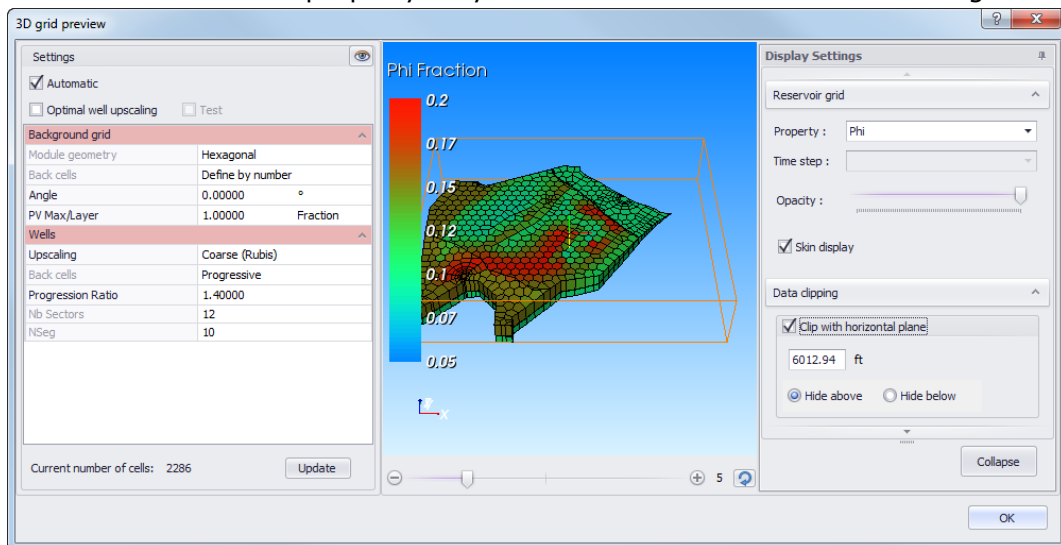 3D grid preview
?
X
Settings
Automatic
Optimal well upscaling
Test
Background grid
Module geometry Hexagonal
Back cells Define by number
Angle 0.00000 °
PV Max/Layer 1.00000 Fraction
Wells
Upscaling Coarse (Rubis)
Back cells Progressive
Progression Ratio 1.40000
Nb Sectors 12
NSeg 10
Current number of cells: 2286
Update
Phi Fraction
0.2
0.17
0.15
0.12
0.1
0.07
0.05
X
5
Display Settings
Reservoir grid
Property : Phi
Time step :
Opacity :
Skin display
Data clipping
Clip with horizontal plane
6012.94 ft
Hide above Hide below
Collapse
OK